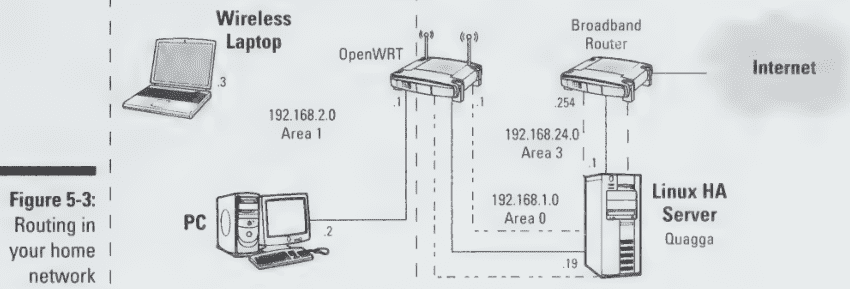 Wireless
Laptop
.3
OpenWRT
.1
.1
Broadband
Router
.254
Internet
192.168.2.0
Area 1
192.168.24.0
Area 3
.1
PC
.2
192.168.1.0
Area 0
.19
Linux HA
Server
Quagga
Figure 5-3:
Routing in
your home
network